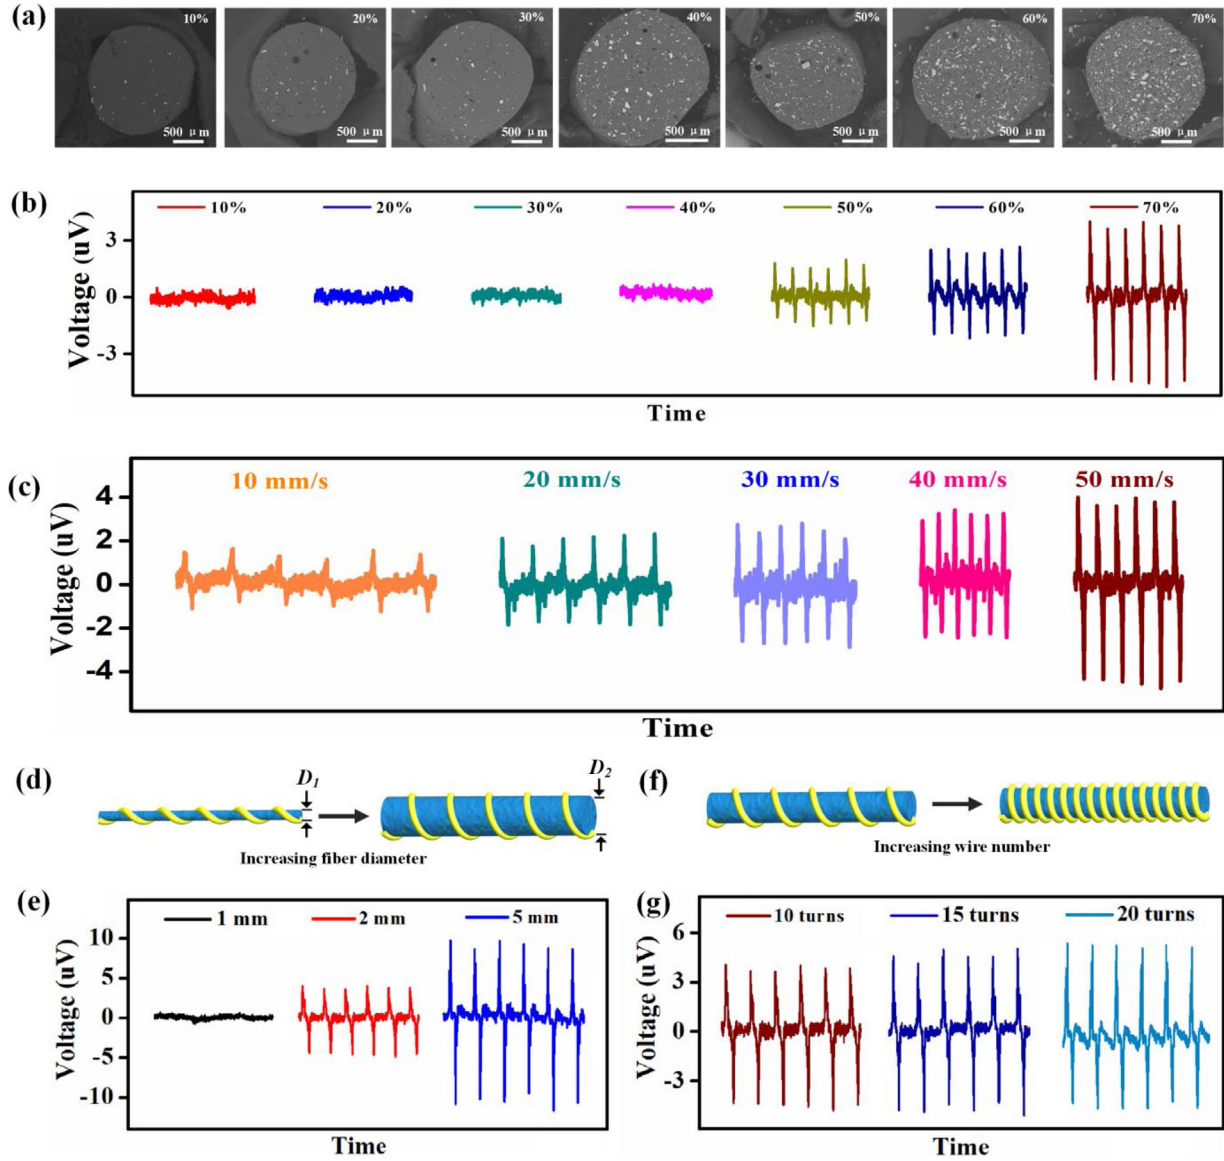 (a) 10% 20% 30% 40% 50% 60% 70%
500 μm 500 μm 500 μm 500 μm 500 μm 500 μm 500 μm
(b) 10% 20% 30% 40% 50% 60% 70%
Voltage (uV)
3
0
-3
Time
(c) 10 mm/s 20 mm/s 30 mm/s 40 mm/s 50 mm/s
Voltage (uV)
4
2
0
-2
-4
Time
(d) D1 D2
Increasing fiber diameter
(f)
Increasing wire number
(e) 1 mm 2 mm 5 mm
Voltage (uV)
10
5
0
-5
-10
Time
(g) 10 turns 15 turns 20 turns
Voltage (uV)
6
3
0
-3
Time